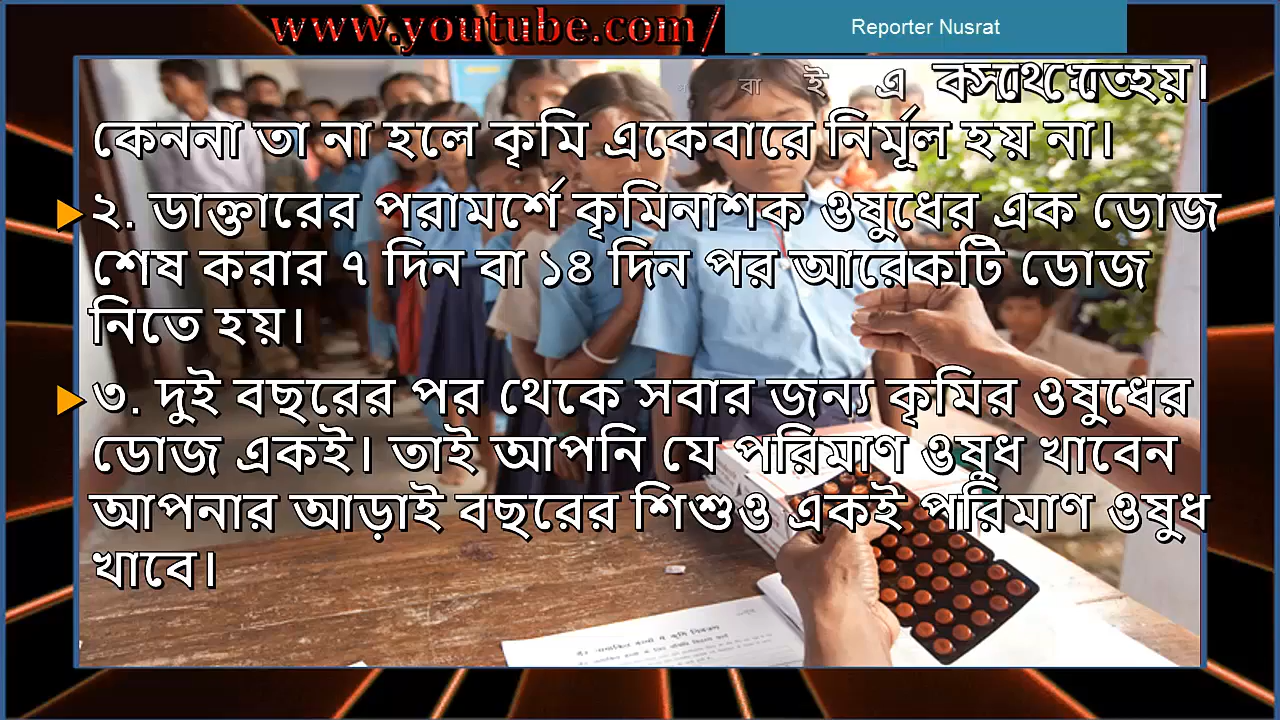 www.youtube.com/
Reporter Nusrat
বা ই এ হয়।
কেননা তা না হলে কৃমি একেবারে নির্মূল হয় না।
২. ডাক্তারের পরামর্শে কৃমিনাশক ওষুধের এক ডোজ
শেষ করার ৭ দিন বা ১৪ দিন পর আরেকটি ডোজ
নিতে হয়।
৩. দুই বছরের পর থেকে সবার জন্য কৃমির ওষুধের
ডোজ একই। তাই আপনি যে পরিমাণ ওষুধ খাবেন
আপনার আড়াই বছরের শিশুও একই পরিমাণ ওষুধ
খাবে।